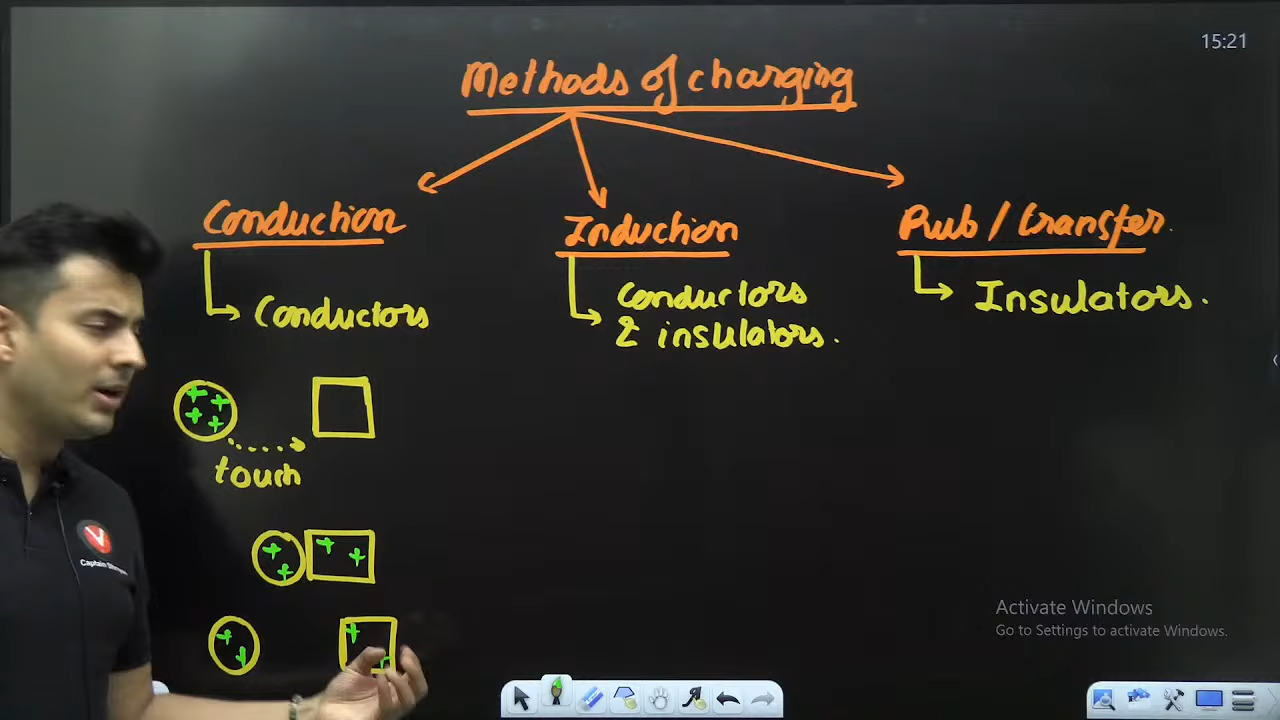 15:21
Methods of charging
Conduction
Induction
Rub / transfer.
Conductors
Conductors
& insulators.
Insulators.
touch
Captain
Activate Windows
Go to Settings to activate Windows.